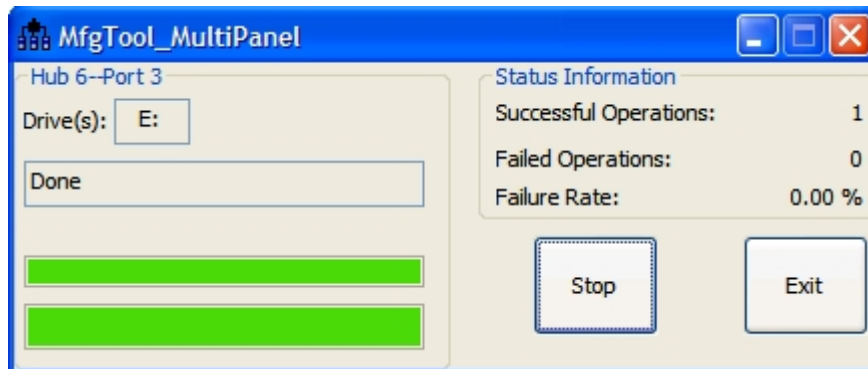 MfgTool_MultiPanel
Hub 6--Port 3
Drive(s): E:
Done
Status Information
Successful Operations: 1
Failed Operations: 0
Failure Rate: 0.00 %
Stop
Exit